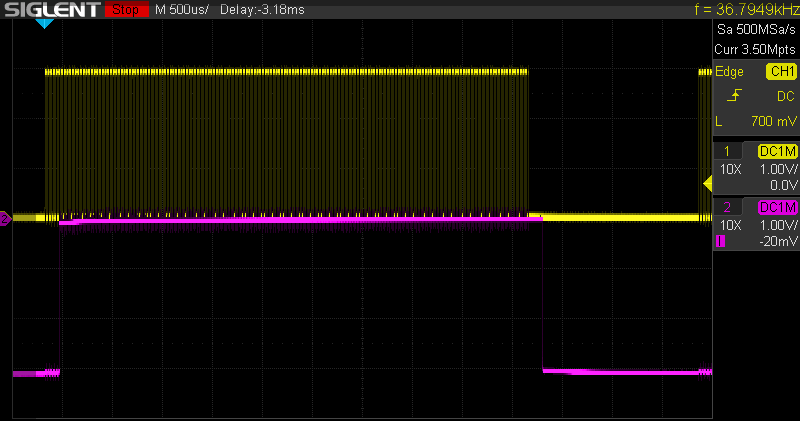 SIGLENT Stop M 500us/ Delay:-3.18ms f = 36.7949kHz
Sa 500MSa/s
Curr 3.50Mpts
Edge CH1
DC
L 700 mV
1 DC1M
10X 1.00V/
0.0V
2 DC1M
10X 1.00V/
-20mV
2